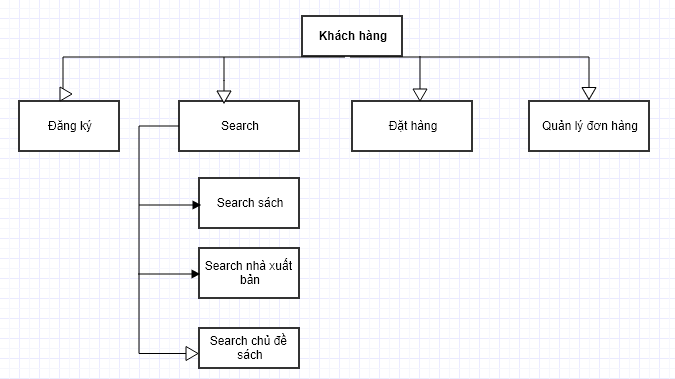 Khách hàng
Đăng ký
Search
Đặt hàng
Quản lý đơn hàng
Search sách
Search nhà xuất
bản
Search chủ đề
sách